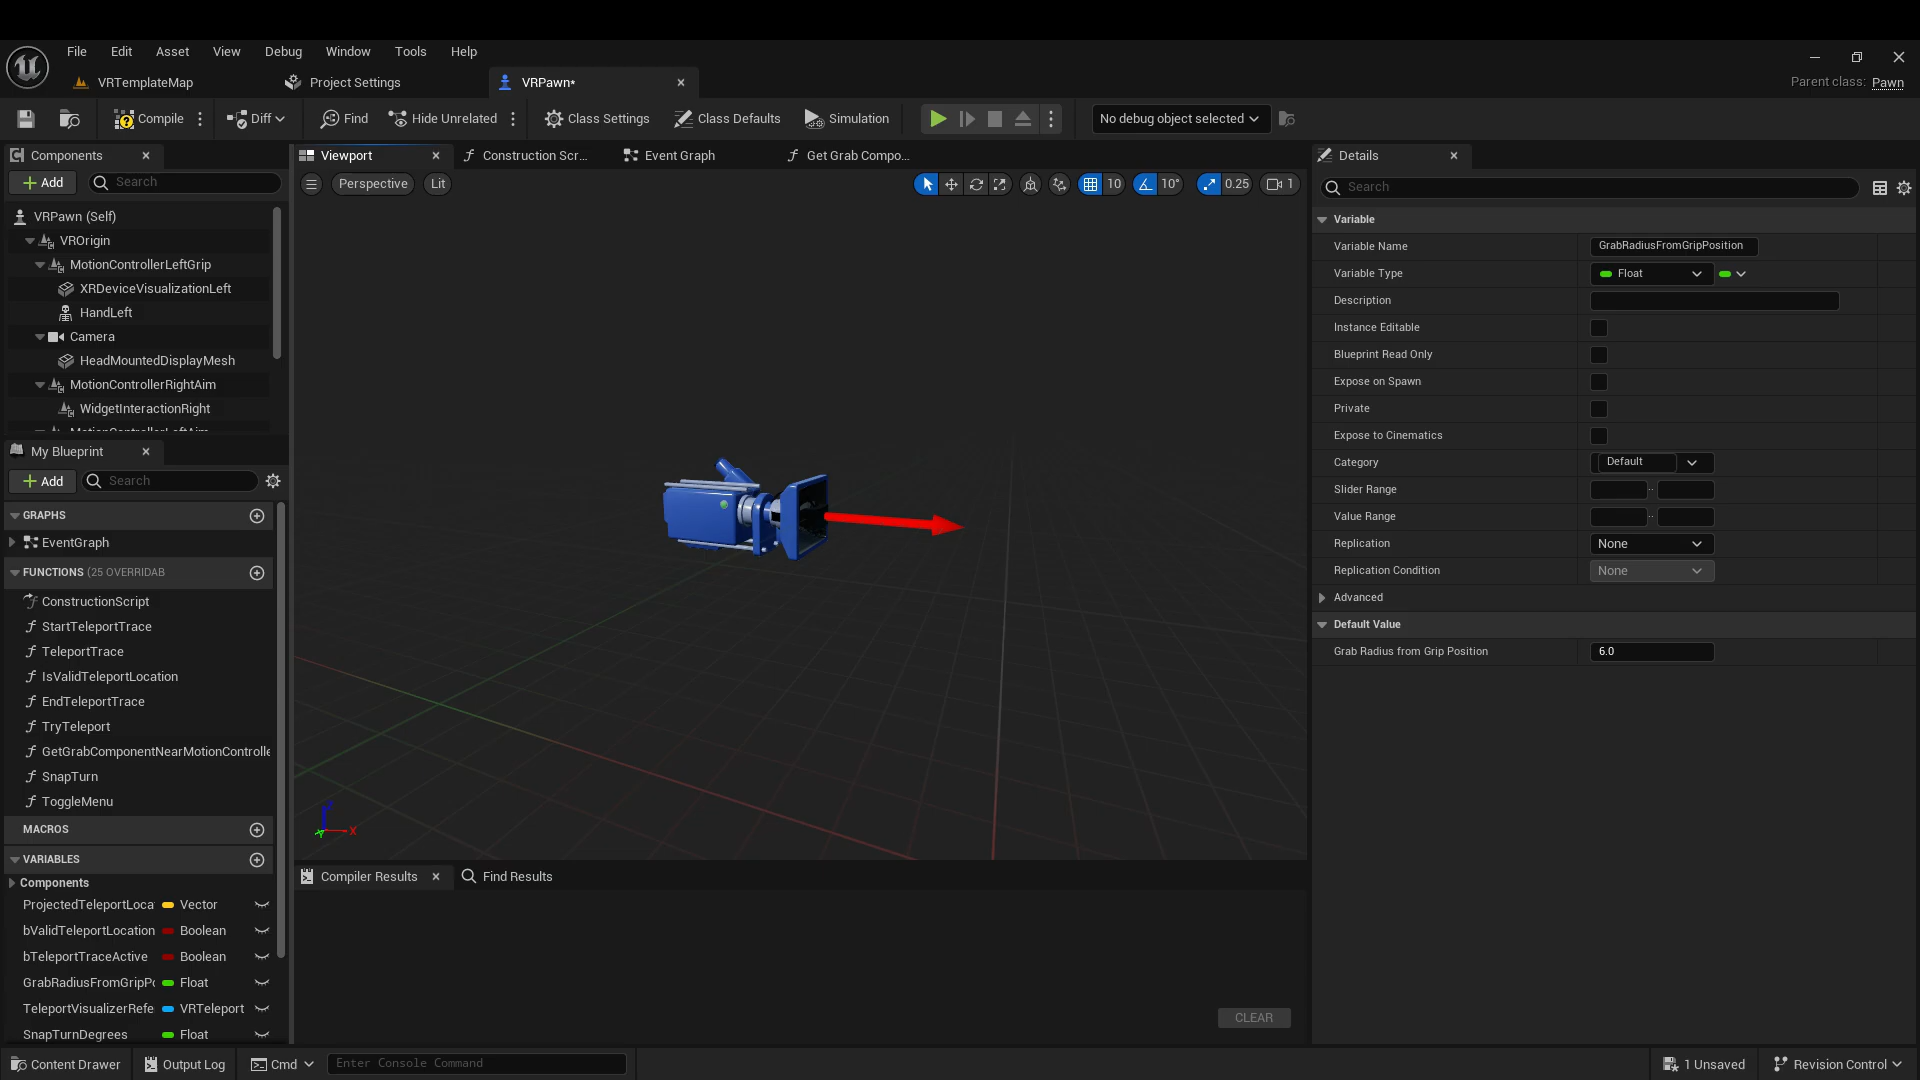 File Edit Asset View Debug Window Tools Help
VRTemplateMap Project Settings VRPawn*
Parent class: Pawn
Compile Diff Find Hide Unrelated Class Settings Class Defaults Simulation No debug object selected
Components
Add Search
VRPawn (Self)
VROrigin
MotionControllerLeftGrip
XRDeviceVisualizationLeft
HandLeft
Camera
HeadMountedDisplayMesh
MotionControllerRightAim
WidgetInteractionRight
MotionControllerLeftAim
My Blueprint
Add Search
GRAPHS
EventGraph
FUNCTIONS (25 OVERRIDAB
ConstructionScript
StartTeleportTrace
TeleportTrace
IsValidTeleportLocation
EndTeleportTrace
TryTeleport
GetGrabComponentNearMotionControlle
SnapTurn
ToggleMenu
MACROS
VARIABLES
Components
ProjectedTeleportLoca Vector
bValidTeleportLocation Boolean
bTeleportTraceActive Boolean
GrabRadiusFromGripPo Float
TeleportVisualizerRefe VRTeleport
SnapTurnDegrees Float
Viewport Construction Scr... Event Graph Get Grab Compo...
Perspective Lit 10 10° 0.25 1
Z
Y
X
Compiler Results Find Results
CLEAR
Details
Search
Variable
Variable Name GrabRadiusFromGripPosition
Variable Type Float
Description
Instance Editable
Blueprint Read Only
Expose on Spawn
Private
Expose to Cinematics
Category Default
Slider Range ..
Value Range ..
Replication None
Replication Condition None
Advanced
Default Value
Grab Radius from Grip Position 6.0
Content Drawer Output Log Cmd Enter Console Command 1 Unsaved Revision Control